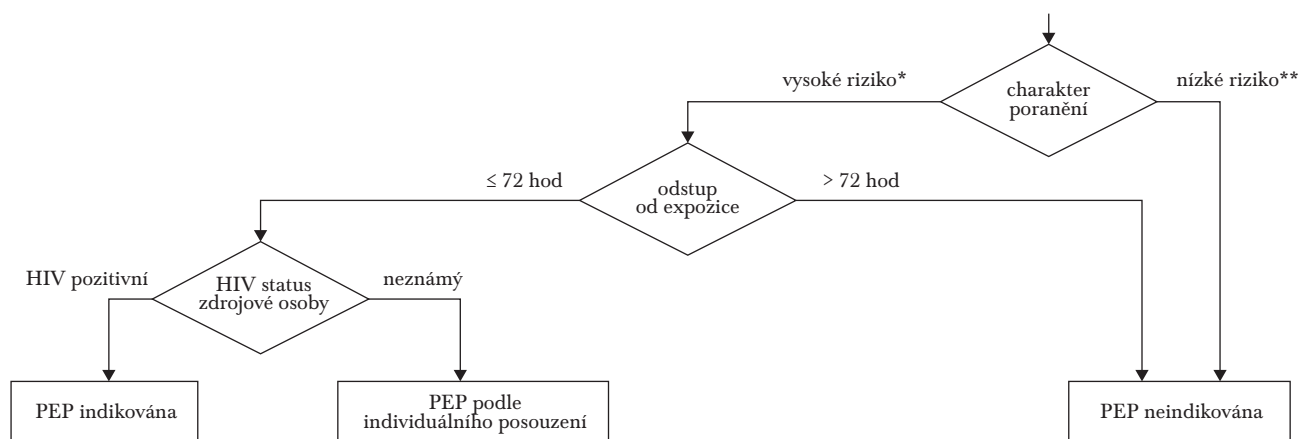 vysoké riziko*
charakter
poranění
nízké riziko**
≤ 72 hod
odstup
od expozice
> 72 hod
HIV pozitivní
HIV status
zdrojové osoby
neznámý
PEP indikována
PEP podle
individuálního posouzení
PEP neindikována